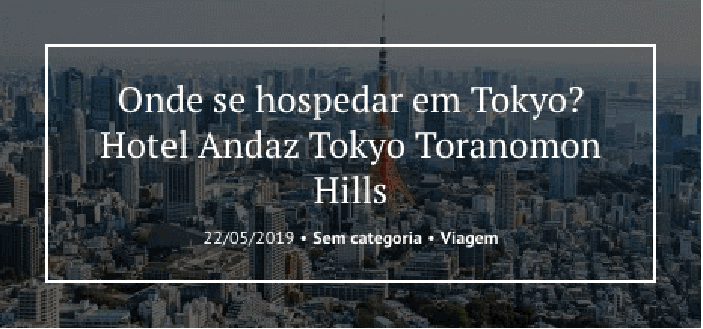 Onde se hospedar em Tokyo?
Hotel Andaz Tokyo Toranomon
Hills
22/05/2019 • Sem categoria • Viagem